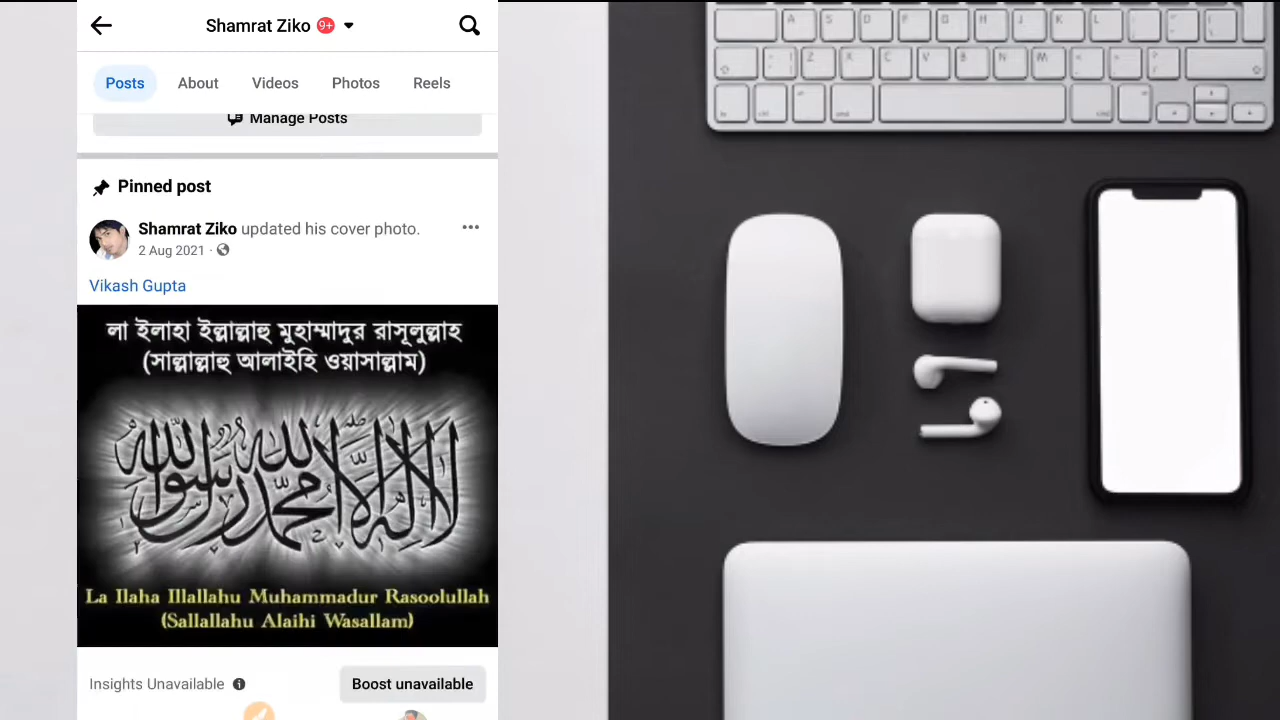 Shamrat Ziko 9+
Posts About Videos Photos Reels
Manage Posts
Pinned post
Shamrat Ziko updated his cover photo.
2 Aug 2021 ·
Vikash Gupta
লা ইলাহা ইল্লাল্লাহু মুহাম্মাদুর রাসূলুল্লাহ
(সাল্লাল্লাহু আলাইহি ওয়াসাল্লাম)
لا إله إلا الله محمد رسول الله
La Ilaha Illallahu Muhammadur Rasoolullah
(Sallallahu Alaihi Wasallam)
Insights Unavailable
Boost unavailable
A S D F G H J K L
Z X C V B N M